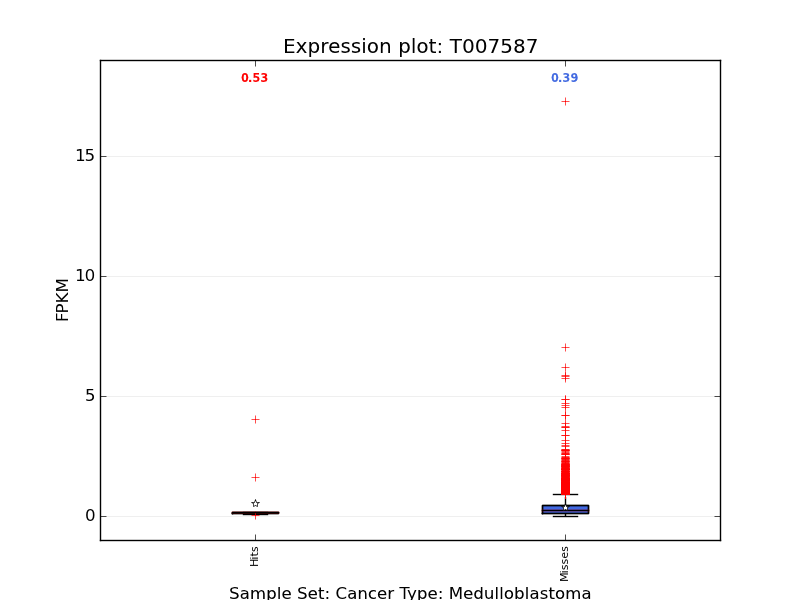 Expression plot: T007587
0.53
0.39
15
10
5
0
FPKM
Hits
Misses
Sample Set: Cancer Type: Medulloblastoma